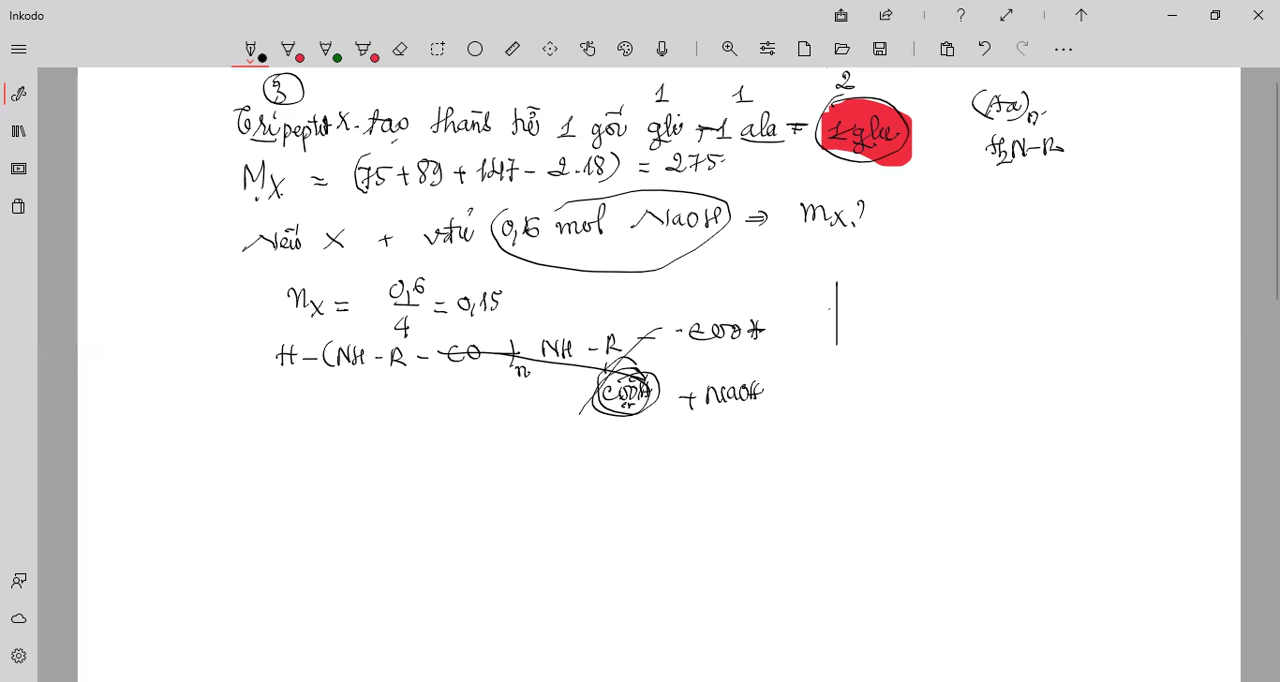 Inkodo
③
1 1 2
Tripeptit X tạo thành từ 1 gốc gli - 1 ala - 1 glu
(Aa)n
H₂N-R
Mx = (75 + 89 + 147 - 2.18) = 275
Nếu X + vừa đủ 0,6 mol NaOH ⇒ mx?
nx = 0,6/4 = 0,15
H-(NH-R-CO)n NH-R - COOH
COOH + NaOH